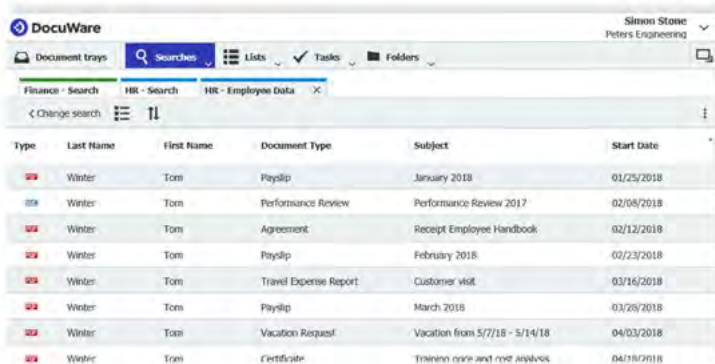 DocuWare
Simon Stone
Peters Engineering
Document trays Searches Lists Tasks Folders
Finance - Search HR - Search HR - Employee Data ×
< Change search
Type Last Name First Name Document Type Subject Start Date
Winter Tom Payslip January 2018 01/25/2018
Winter Tom Performance Review Performance Review 2017 02/08/2018
Winter Tom Agreement Receipt Employee Handbook 02/12/2018
Winter Tom Payslip February 2018 02/23/2018
Winter Tom Travel Expense Report Customer visit 03/16/2018
Winter Tom Payslip March 2018 03/28/2018
Winter Tom Vacation Request Vacation from 5/7/18 - 5/14/18 04/03/2018
Winter Tom Certificate Training price and cost analysis 04/18/2018